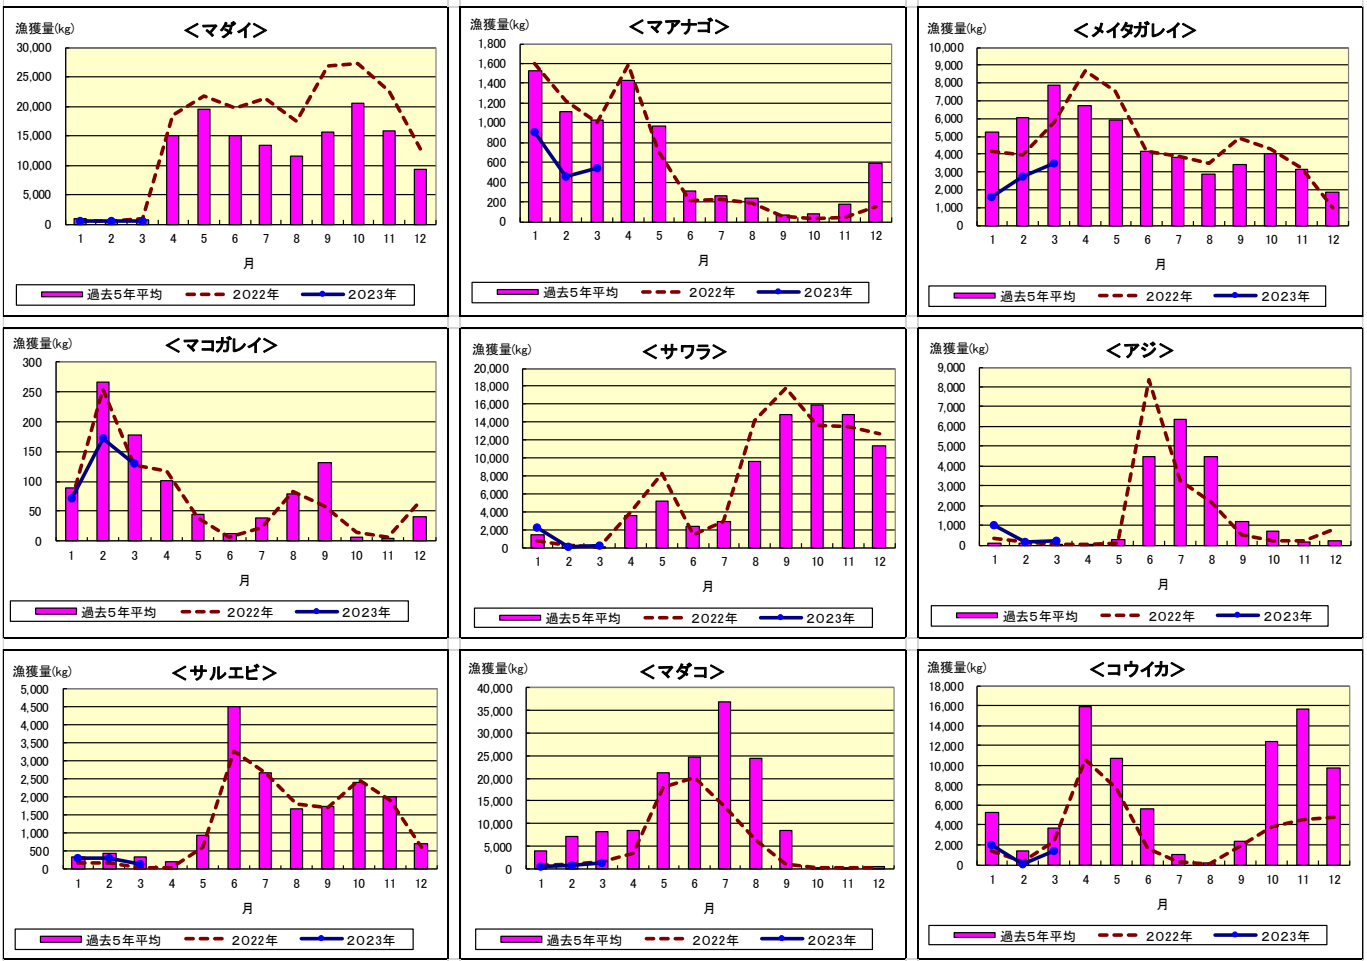 漁獲量(kg)
＜マダイ＞
30,000
25,000
20,000
15,000
10,000
5,000
0
1 2 3 4 5 6 7 8 9 10 11 12
月
過去5年平均 2022年 2023年
漁獲量(kg)
＜マアナゴ＞
1,800
1,600
1,400
1,200
1,000
800
600
400
200
0
1 2 3 4 5 6 7 8 9 10 11 12
月
過去5年平均 2022年 2023年
漁獲量(kg)
＜メイタガレイ＞
10,000
9,000
8,000
7,000
6,000
5,000
4,000
3,000
2,000
1,000
0
1 2 3 4 5 6 7 8 9 10 11 12
月
過去5年平均 2022年 2023年
漁獲量(kg)
＜マコガレイ＞
300
250
200
150
100
50
0
1 2 3 4 5 6 7 8 9 10 11 12
月
過去5年平均 2022年 2023年
漁獲量(kg)
＜サワラ＞
20,000
18,000
16,000
14,000
12,000
10,000
8,000
6,000
4,000
2,000
0
1 2 3 4 5 6 7 8 9 10 11 12
月
過去5年平均 2022年 2023年
漁獲量(kg)
＜アジ＞
9,000
8,000
7,000
6,000
5,000
4,000
3,000
2,000
1,000
0
1 2 3 4 5 6 7 8 9 10 11 12
月
過去5年平均 2022年 2023年
漁獲量(kg)
＜サルエビ＞
5,000
4,500
4,000
3,500
3,000
2,500
2,000
1,500
1,000
500
0
1 2 3 4 5 6 7 8 9 10 11 12
月
過去5年平均 2022年 2023年
漁獲量(kg)
＜マダコ＞
40,000
35,000
30,000
25,000
20,000
15,000
10,000
5,000
0
1 2 3 4 5 6 7 8 9 10 11 12
月
過去5年平均 2022年 2023年
漁獲量(kg)
＜コウイカ＞
18,000
16,000
14,000
12,000
10,000
8,000
6,000
4,000
2,000
0
1 2 3 4 5 6 7 8 9 10 11 12
月
過去5年平均 2022年 2023年